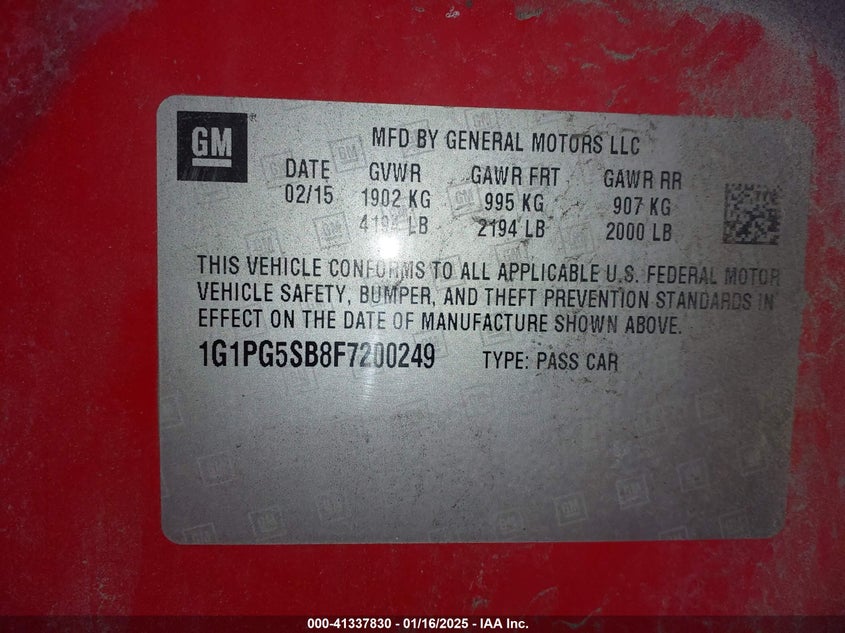 GM
MFD BY GENERAL MOTORS LLC
DATE GVWR GAWR FRT GAWR RR
02/15 1902 KG 995 KG 907 KG
4194 LB 2194 LB 2000 LB
THIS VEHICLE CONFORMS TO ALL APPLICABLE U.S. FEDERAL MOTOR
VEHICLE SAFETY, BUMPER, AND THEFT PREVENTION STANDARDS IN
EFFECT ON THE DATE OF MANUFACTURE SHOWN ABOVE.
1G1PG5SB8F7200249 TYPE: PASS CAR
000-41337830 - 01/16/2025 - IAA Inc.